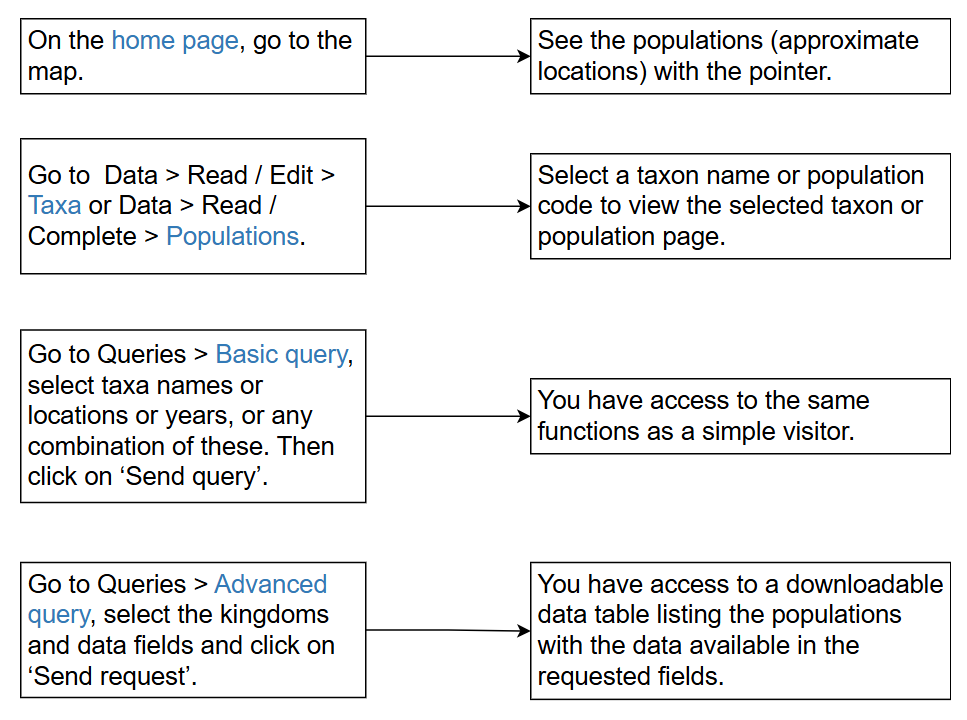 On the home page, go to the
map.
See the populations (approximate
locations) with the pointer.
Go to  Data > Read / Edit >
Taxa or Data > Read /
Complete > Populations.
Select a taxon name or population
code to view the selected taxon or
population page.
Go to Queries > Basic query,
select taxa names or
locations or years, or any
combination of these. Then
click on ‘Send query’.
You have access to the same
functions as a simple visitor.
Go to Queries > Advanced
query, select the kingdoms
and data fields and click on
‘Send request’.
You have access to a downloadable
data table listing the populations
with the data available in the
requested fields.